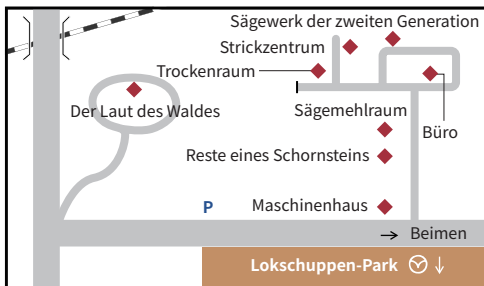 Sägewerk der zweiten Generation
Strickzentrum
Trockenraum
Der Laut des Waldes
Sägemehlraum
Büro
Reste eines Schornsteins
P
Maschinenhaus
→ Beimen
Lokschuppen-Park ↓